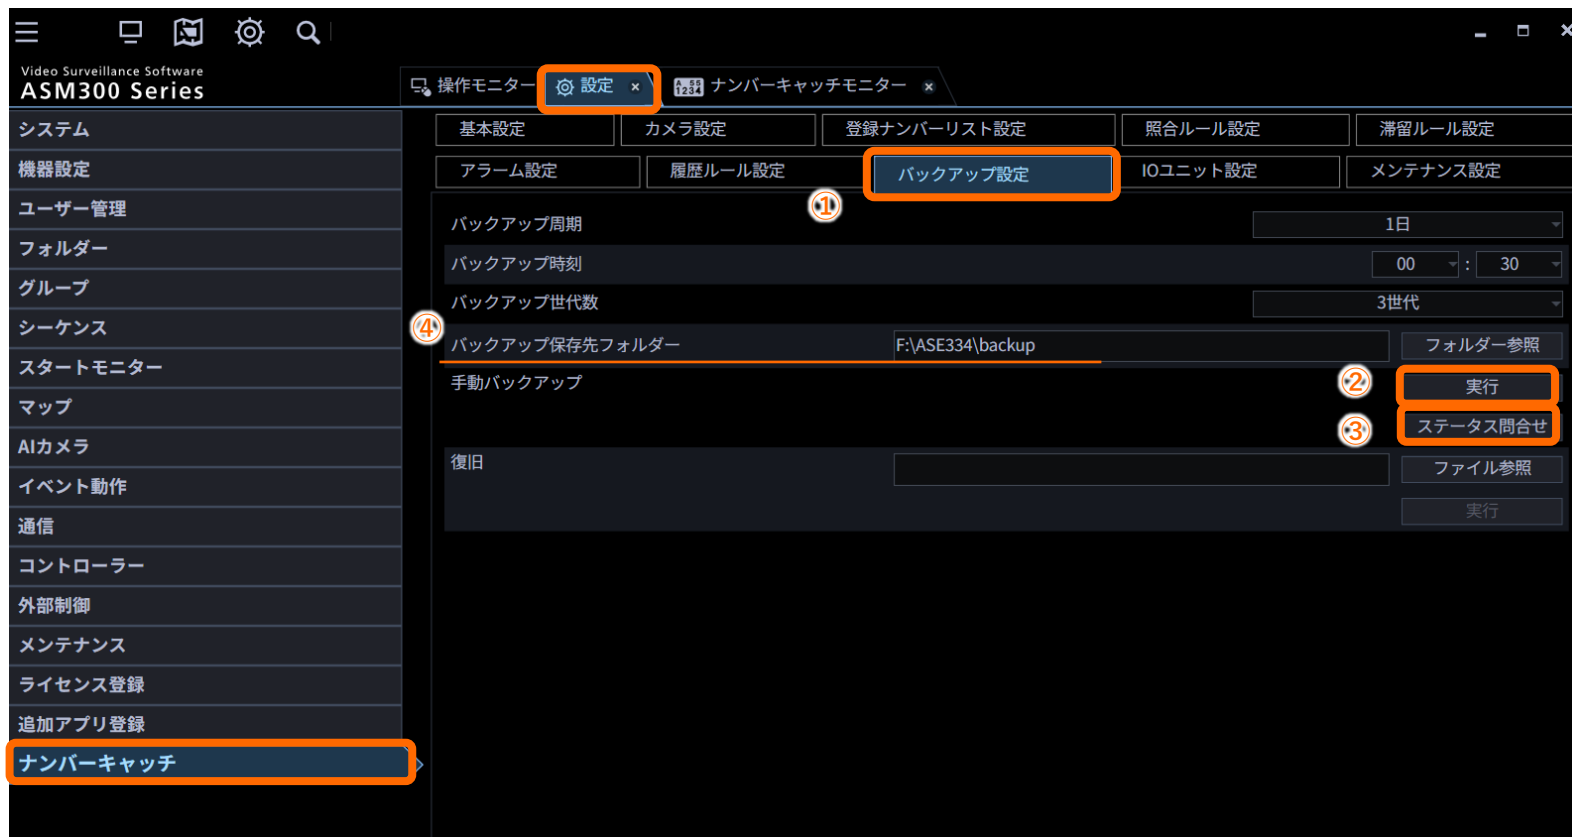 Video Surveillance Software
ASM300 Series
操作モニター
設定
ナンバーキャッチモニター
システム
機器設定
ユーザー管理
フォルダー
グループ
シーケンス
スタートモニター
マップ
AIカメラ
イベント動作
通信
コントローラー
外部制御
メンテナンス
ライセンス登録
追加アプリ登録
ナンバーキャッチ
基本設定 カメラ設定 登録ナンバーリスト設定 照合ルール設定 滞留ルール設定
アラーム設定 履歴ルール設定 バックアップ設定 IOユニット設定 メンテナンス設定
①
バックアップ周期 1日
バックアップ時刻 00 : 30
バックアップ世代数 3世代
④
バックアップ保存先フォルダー F:\ASE334\backup フォルダー参照
手動バックアップ ② 実行
③ ステータス問合せ
復旧 ファイル参照
実行